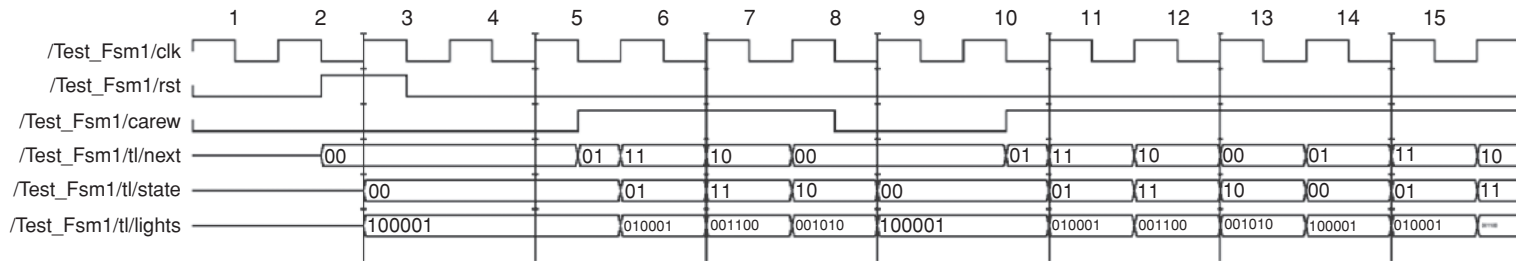 1 2 3 4 5 6 7 8 9 10 11 12 13 14 15
/Test_Fsm1/clk
/Test_Fsm1/rst
/Test_Fsm1/carew
/Test_Fsm1/tl/next 00 01 11 10 00 01 11 10 00 01 11 10
/Test_Fsm1/tl/state 00 01 11 10 00 01 11 10 00 01 11
/Test_Fsm1/tl/lights 100001 010001 001100 001010 100001 010001 001100 001010 100001 010001